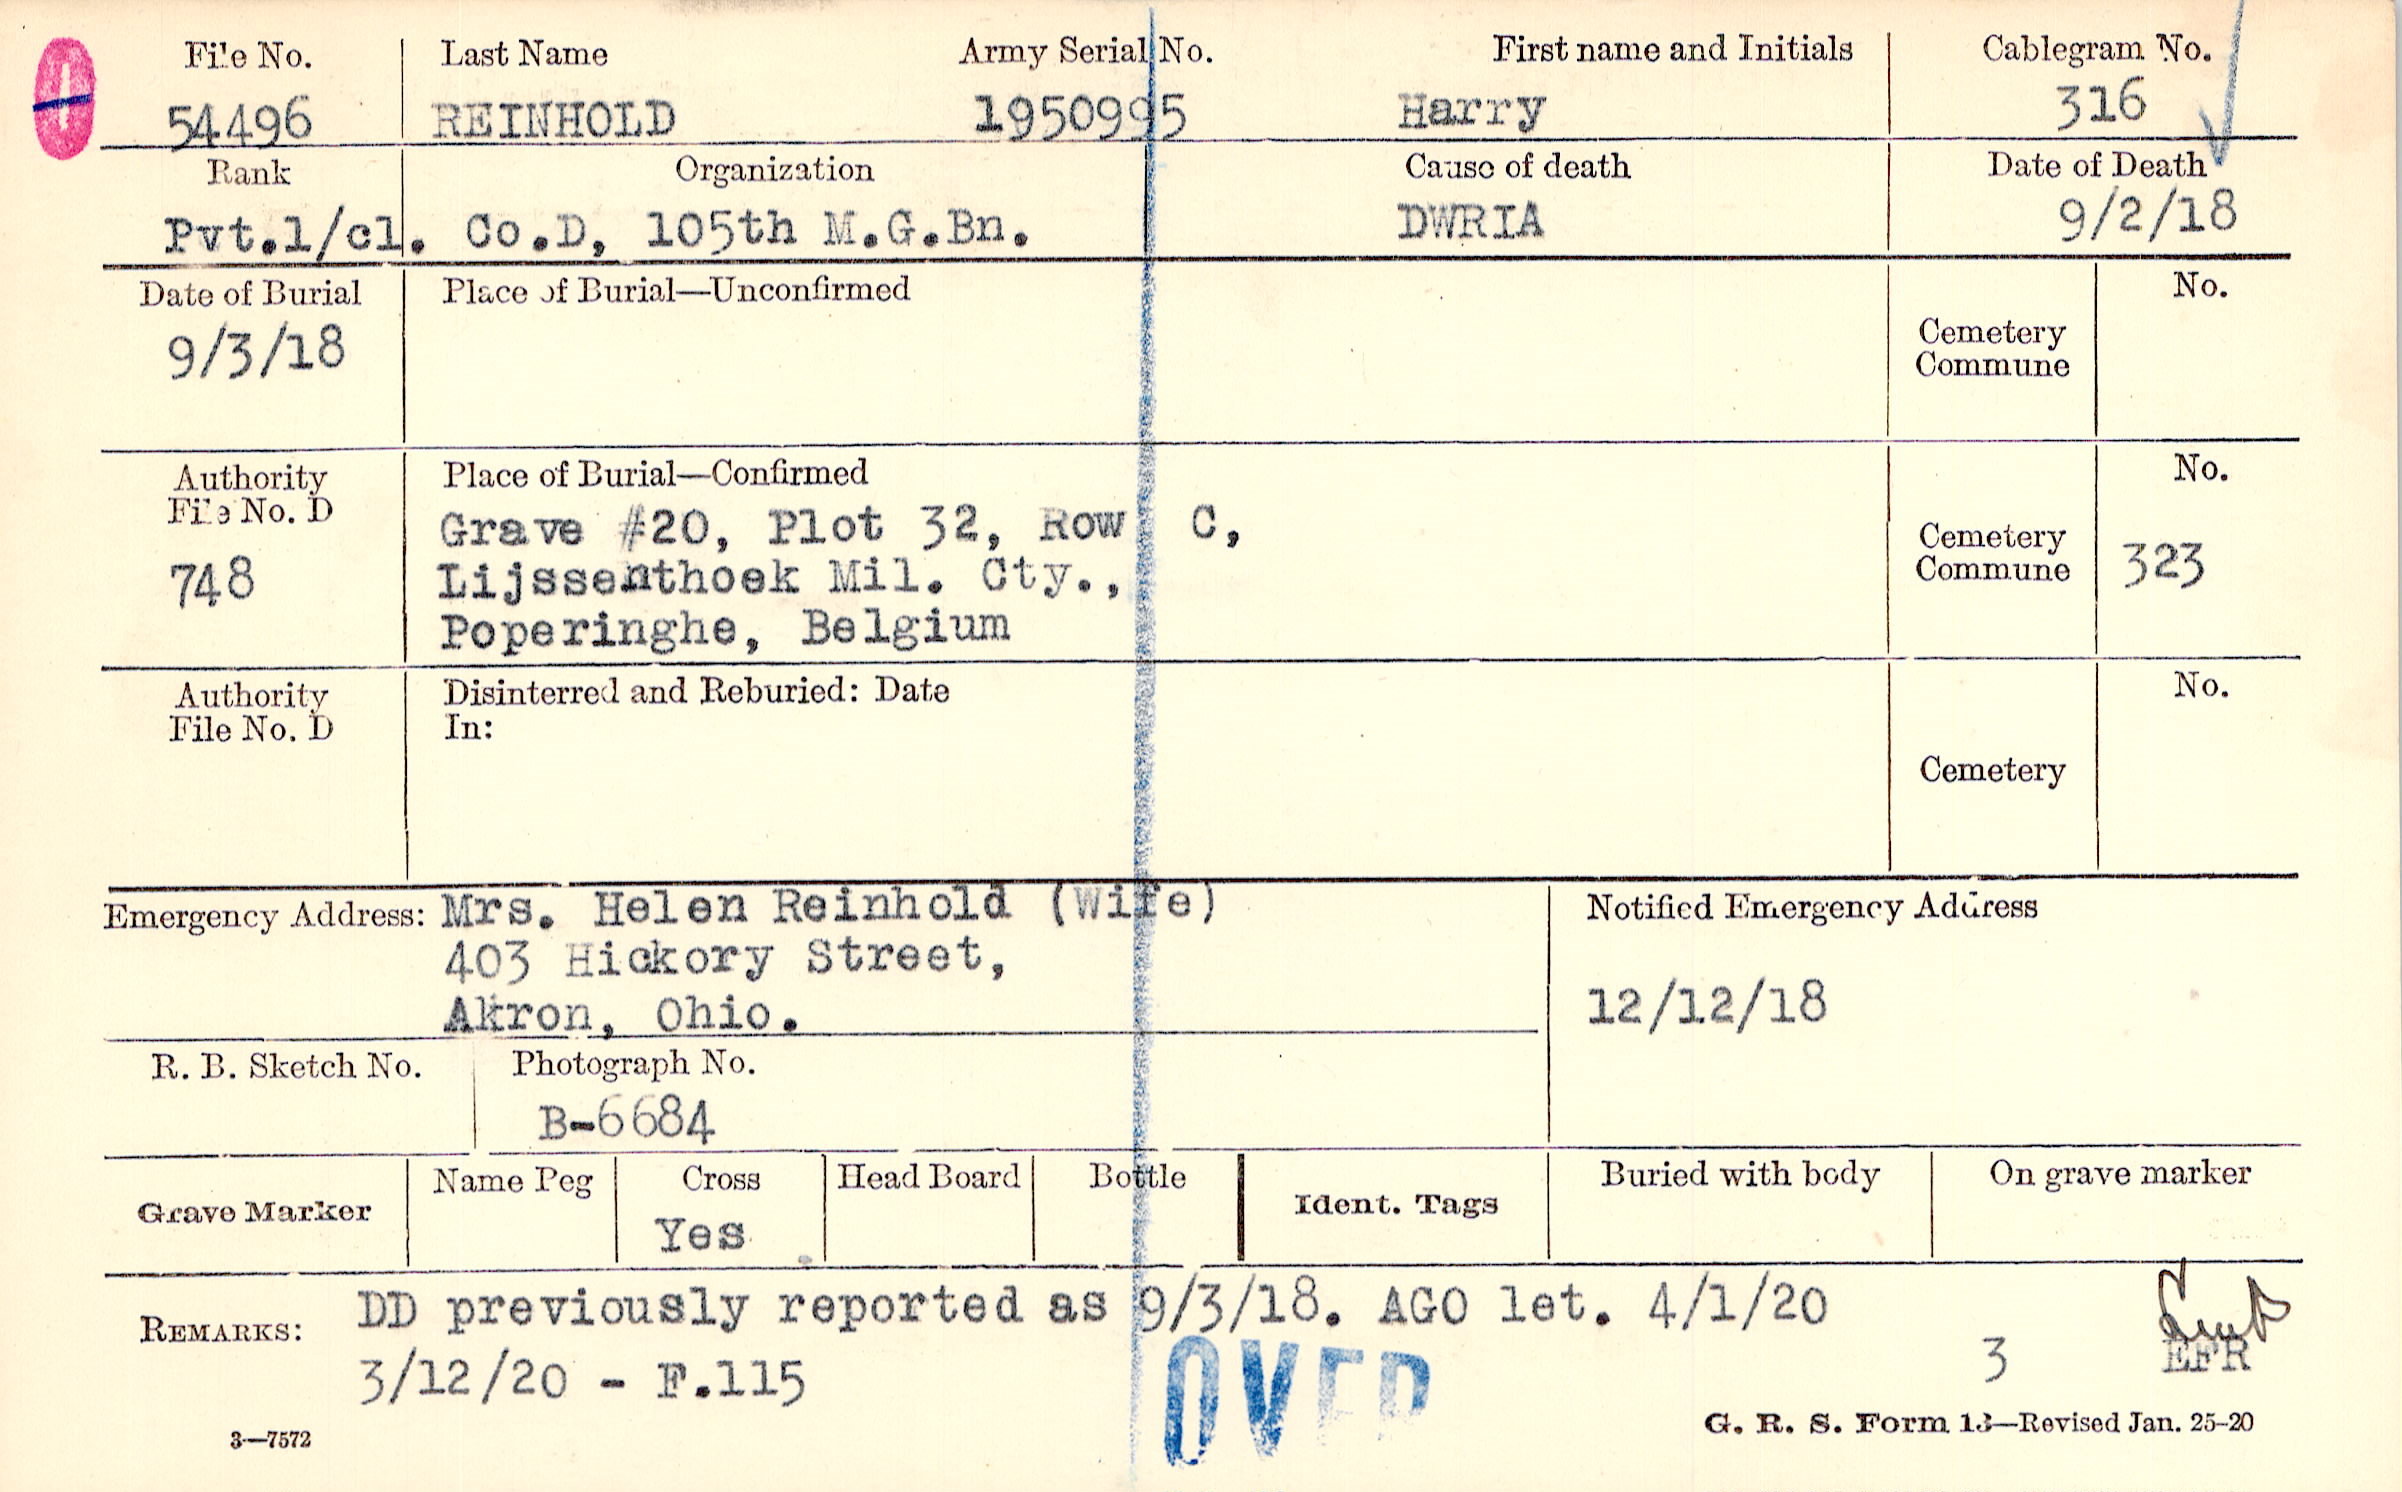 File No. Last Name Army Serial No. First name and Initials Cablegram No.
54496 REINHOLD 1950995 Harry 316
Rank Organization Cause of death Date of Death
Pvt.1/cl. Co.D, 105th M.G.Bn. DWRIA 9/2/18
Date of Burial Place of Burial—Unconfirmed No.
9/3/18 Cemetery
Commune
Authority Place of Burial—Confirmed No.
File No. D
Grave #20, Plot 32, Row C,
748 Lijssenthoek Mil. Cty., Cemetery
Commune 323
Poperinghe, Belgium
Authority Disinterred and Reburied: Date No.
File No. D In:
Cemetery
Emergency Address: Mrs. Helen Reinhold (Wife) Notified Emergency Address
403 Hickory Street,
Akron, Ohio. 12/12/18
R. B. Sketch No. Photograph No.
B-6684
Grave Marker Name Peg Cross Head Board Bottle Ident. Tags Buried with body On grave marker
Yes
REMARKS: DD previously reported as 9/3/18. AGO let. 4/1/20
3/12/20 - F.115 3 EFR
OVER
3—7572 G. R. S. Form 13—Revised Jan. 25-20